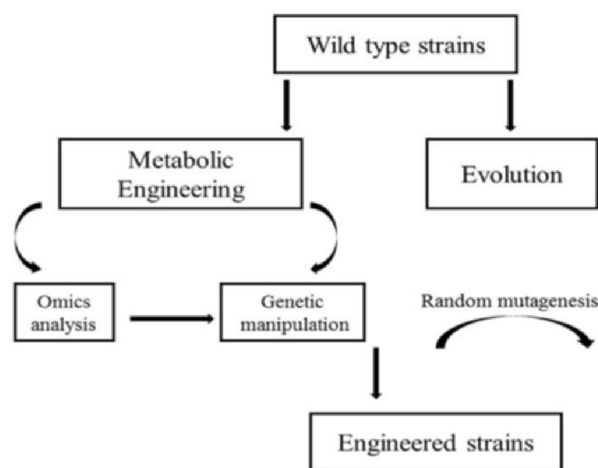 Wild type strains
Metabolic
Engineering
Evolution
Omics
analysis
Genetic
manipulation
Random mutagenesis
Engineered strains